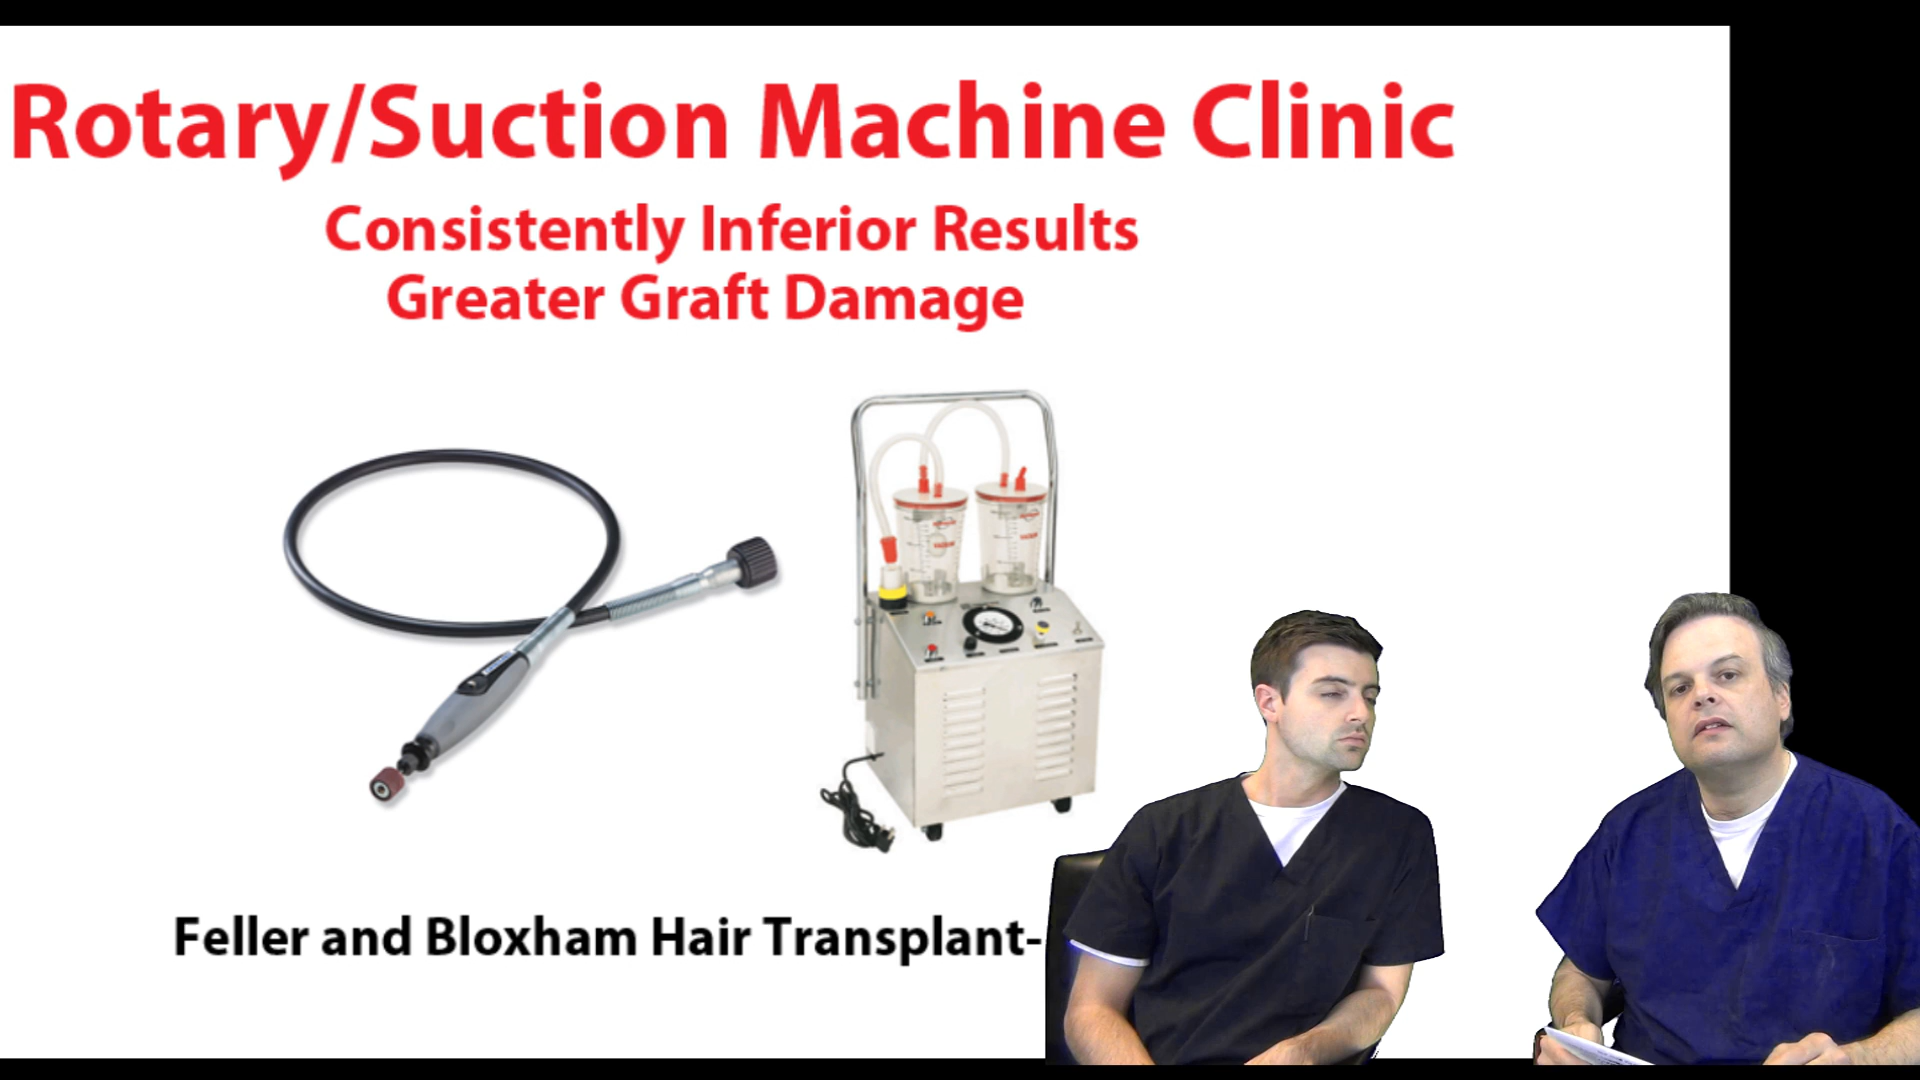 Rotary/Suction Machine Clinic
Consistently Inferior Results
Greater Graft Damage
Feller and Bloxham Hair Transplant-